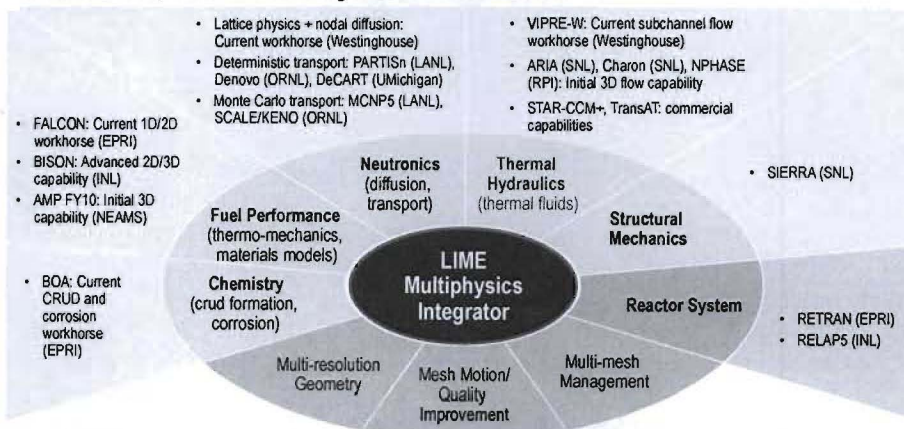 • Lattice physics + nodal diffusion:
Current workhorse (Westinghouse)
• Deterministic transport: PARTISn (LANL),
Denovo (ORNL), DeCART (UMichigan)
• Monte Carlo transport: MCNP5 (LANL),
SCALE/KENO (ORNL)
• VIPRE-W: Current subchannel flow
workhorse (Westinghouse)
• ARIA (SNL), Charon (SNL), NPHASE
(RPI): Initial 3D flow capability
• STAR-CCM+, TransAT: commercial
capabilities
• FALCON: Current 1D/2D
workhorse (EPRI)
• BISON: Advanced 2D/3D
capability (INL)
• AMP FY10: Initial 3D
capability (NEAMS)
• BOA: Current
CRUD and
corrosion
workhorse
(EPRI)
Neutronics
(diffusion,
transport)
Thermal
Hydraulics
(thermal fluids)
• SIERRA (SNL)
Fuel Performance
(thermo-mechanics,
materials models)
Structural
Mechanics
LIME
Multiphysics
Integrator
Chemistry
(crud formation,
corrosion)
Reactor System
• RETRAN (EPRI)
• RELAP5 (INL)
Multi-resolution
Geometry
Mesh Motion/
Quality
Improvement
Multi-mesh
Management